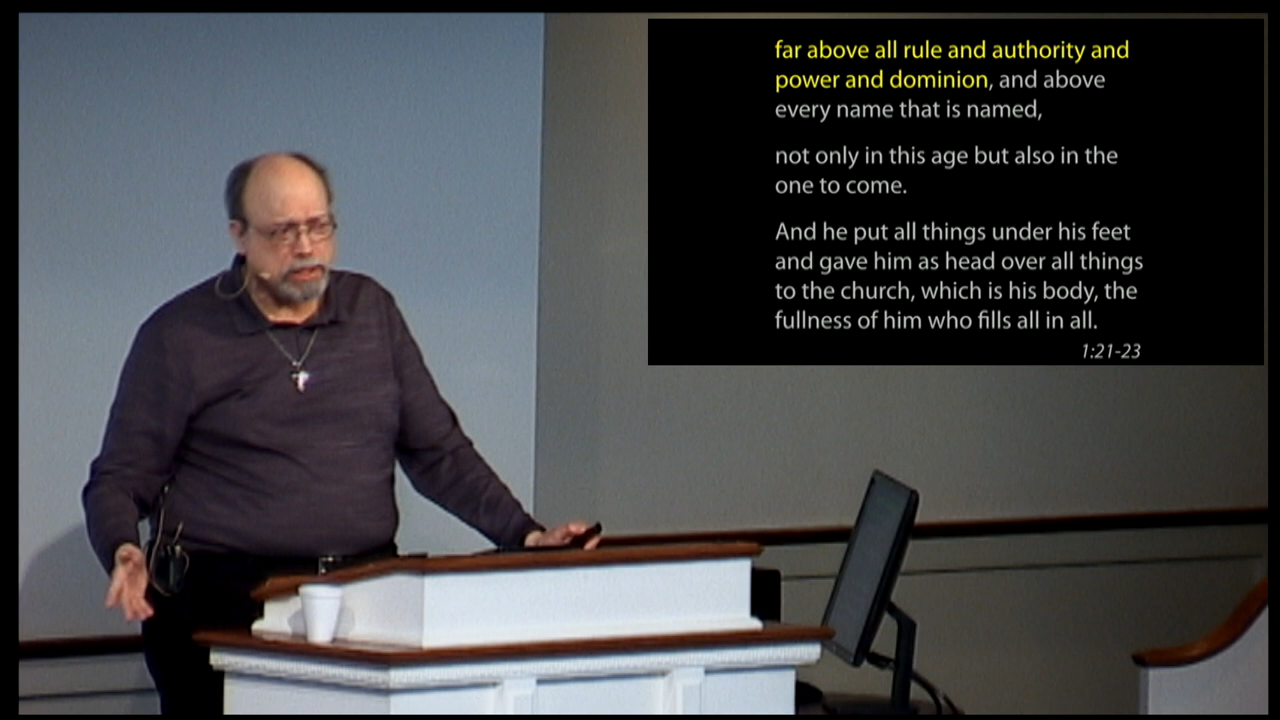 far above all rule and authority and
power and dominion, and above
every name that is named,
not only in this age but also in the
one to come.
And he put all things under his feet
and gave him as head over all things
to the church, which is his body, the
fullness of him who fills all in all.
1:21-23